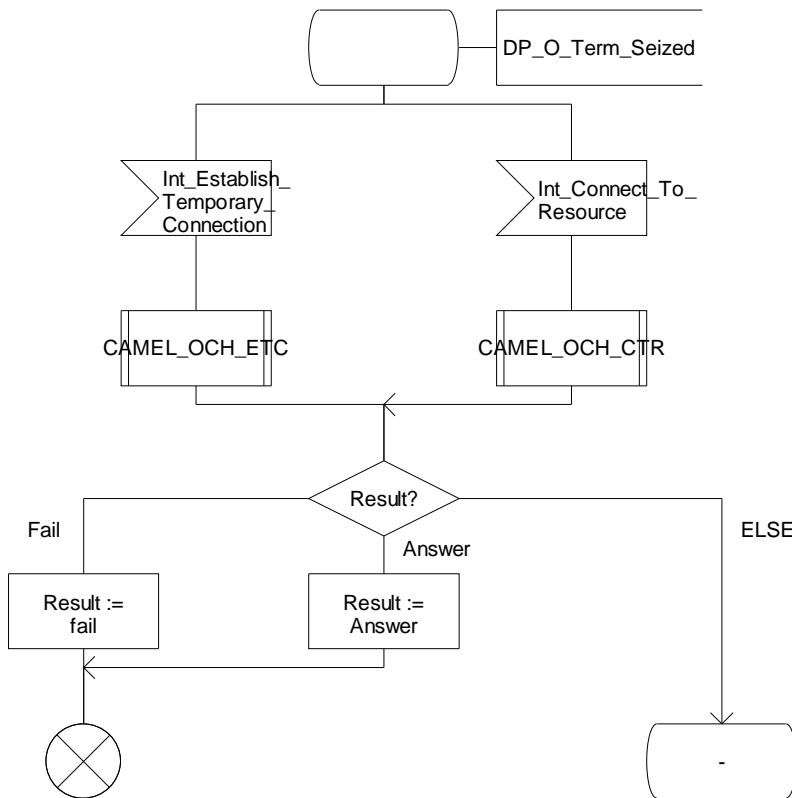 DP_O_Term_Seized
Int_Establish_
Temporary_
Connection
Int_Connect_To_
Resource
CAMEL_OCH_ETC
CAMEL_OCH_CTR
Result?
Fail
Answer
ELSE
Result :=
fail
Result :=
Answer
-